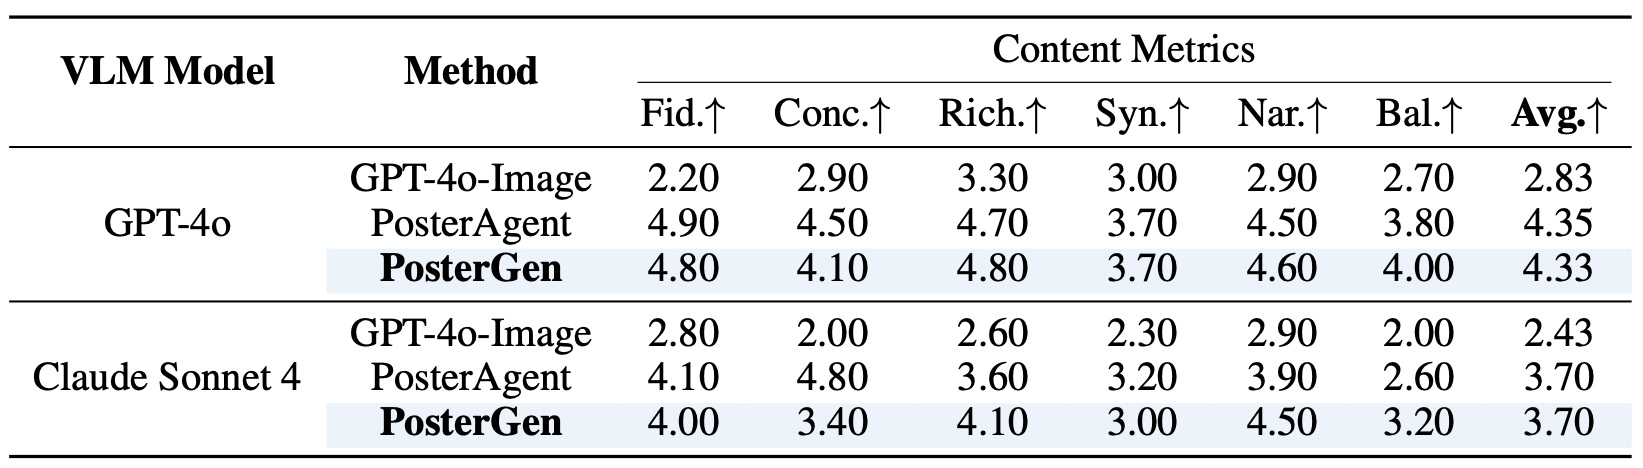 VLM Model Method Content Metrics
Fid.↑ Conc.↑ Rich.↑ Syn.↑ Nar.↑ Bal.↑ Avg.↑
GPT-4o
GPT-4o-Image 2.20 2.90 3.30 3.00 2.90 2.70 2.83
PosterAgent 4.90 4.50 4.70 3.70 4.50 3.80 4.35
PosterGen 4.80 4.10 4.80 3.70 4.60 4.00 4.33
Claude Sonnet 4
GPT-4o-Image 2.80 2.00 2.60 2.30 2.90 2.00 2.43
PosterAgent 4.10 4.80 3.60 3.20 3.90 2.60 3.70
PosterGen 4.00 3.40 4.10 3.00 4.50 3.20 3.70